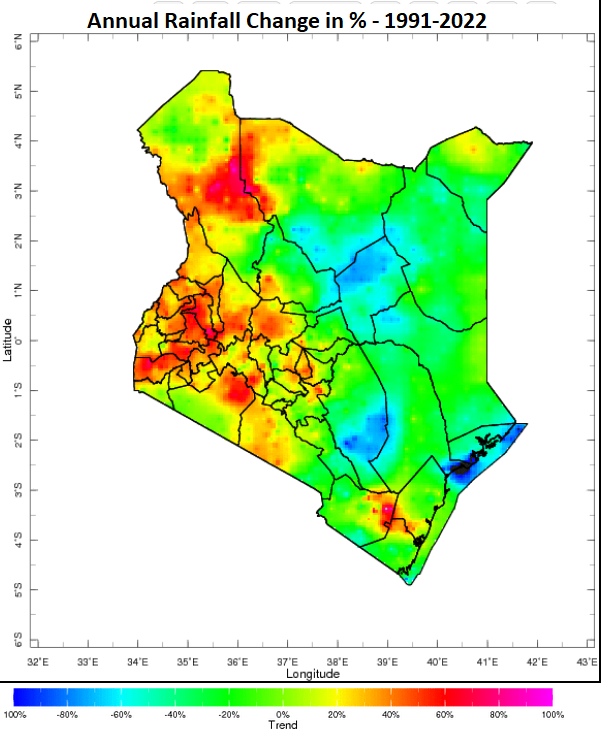 Annual Rainfall Change in % - 1991-2022
6°N
5°N
4°N
3°N
2°N
1°N
0°
1°S
2°S
3°S
4°S
5°S
6°S
Latitude
32°E 33°E 34°E 35°E 36°E 37°E 38°E 39°E 40°E 41°E 42°E 43°E
Longitude
100% -80% -60% -40% -20% 0% 20% 40% 60% 80% 100%
Trend